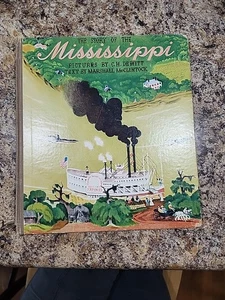 THE STORY OF THE
Mississippi
PICTURES BY C. H. DEWITT
TEXT BY MARSHALL McCLINTOCK